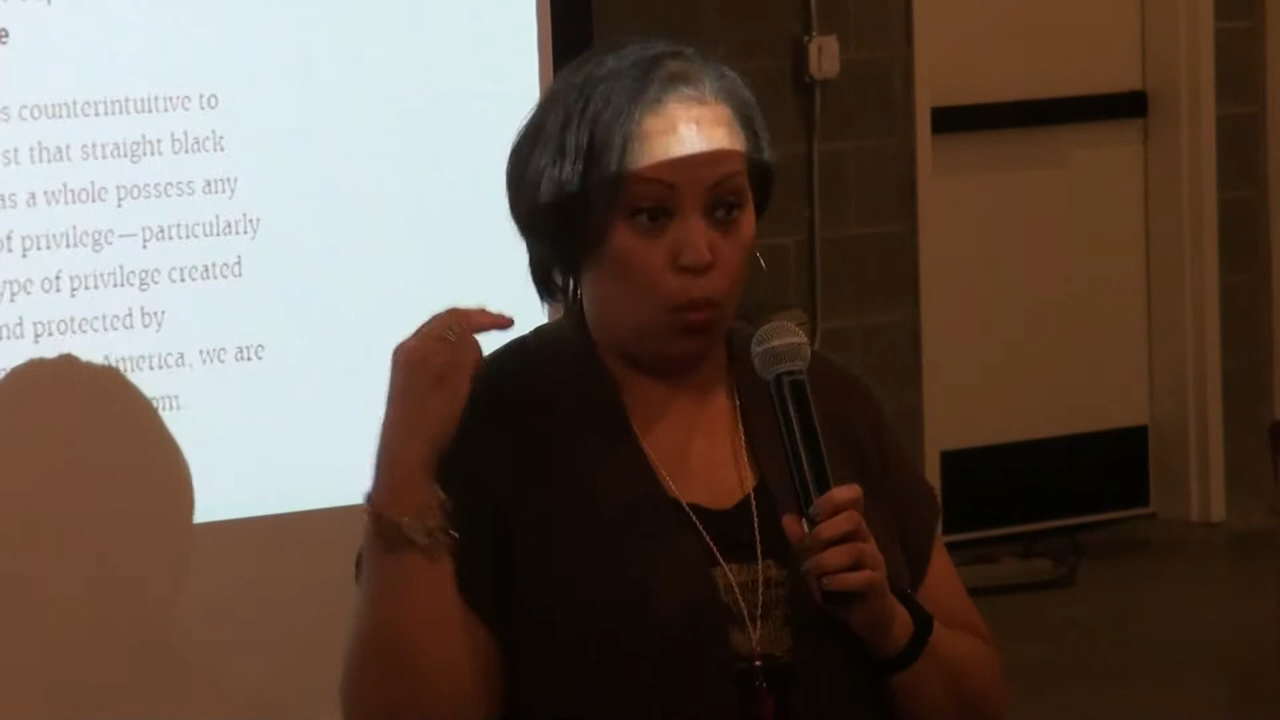 e
s counterintuitive to
st that straight black
as a whole possess any
of privilege—particularly
ype of privilege created
nd protected by
America, we are
om.